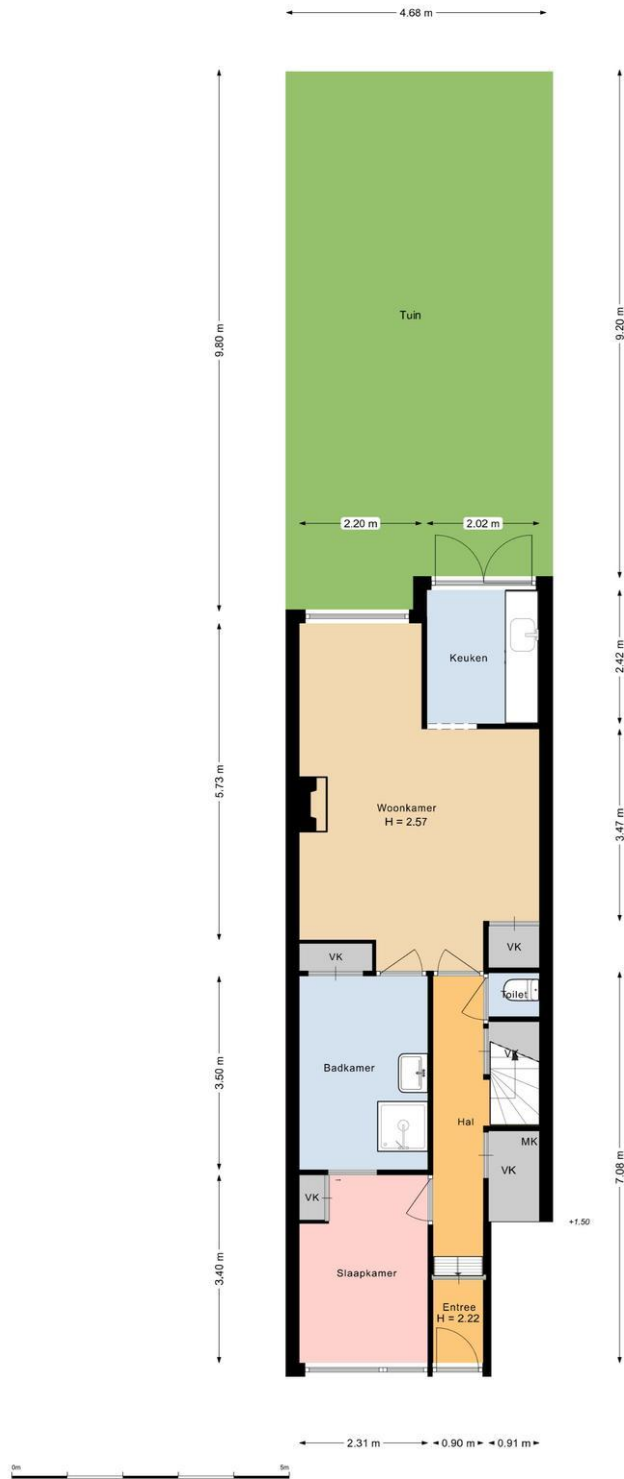 4.68 m
Tuin
9.80 m
9.20 m
2.20 m
2.02 m
Keuken
2.42 m
5.73 m
Woonkamer
H = 2.57
3.47 m
VK
VK
Toilet
3.50 m
Badkamer
VK
Hal
MK
VK
7.08 m
VK
+1.50
3.40 m
Slaapkamer
Entree
H = 2.22
2.31 m
0.90 m
0.91 m
0m
5m